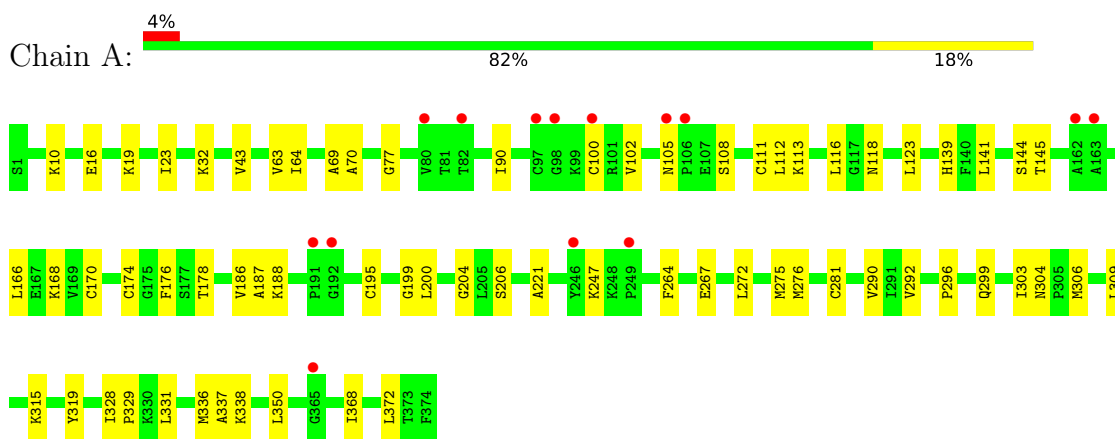 4%
Chain A:
82% 18%
S1 K10 E16 K19 I23 K32 V43 V63 I64 A69 A70 G77 V80 T81 T82 I90 C97 G98 K99 C100 R101 V102 N105 P106 E107 S108 C111 L112 K113 L116 G117 N118 L123 H139 F140 L141 S144 T145 A162 A163
L166 E167 K168 V169 C170 C174 G175 F176 S177 T178 V186 A187 K188 P191 G192 C195 G199 L200 G204 L205 S206 A221 Y246 K247 K248 P249 F264 E267 L272 M275 M276 C281 V290 I291 V292 P296 Q299 I303 N304 P305 M306 L309
K315 Y319 I328 P329 K330 L331 M336 A337 K338 L350 G365 I368 L372 T373 F374